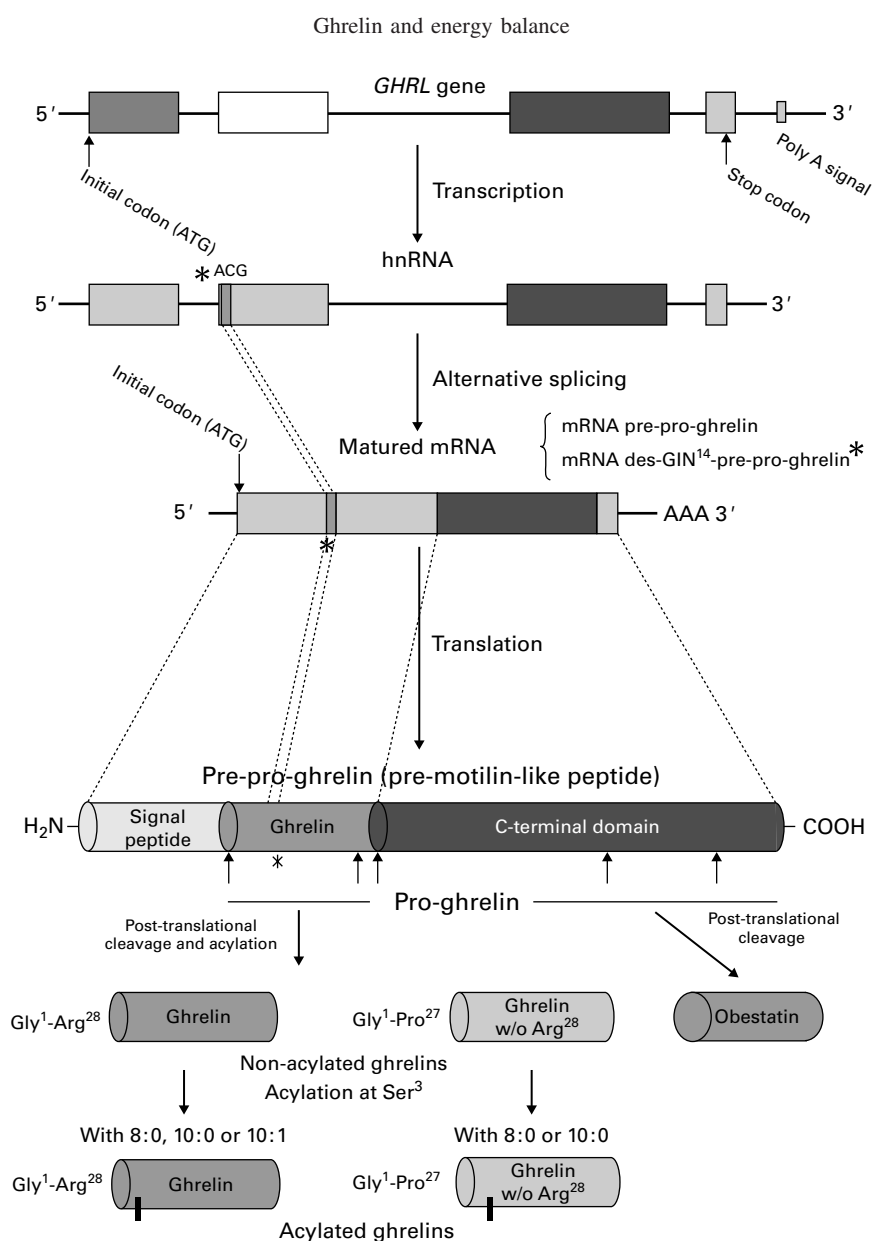 Ghrelin and energy balance
GHRL gene
5′
3′
Initial codon (ATG)
Stop codon
Poly A signal
Transcription
hnRNA
* ACG
5′
3′
Initial codon (ATG)
Alternative splicing
Matured mRNA
mRNA pre-pro-ghrelin
mRNA des-GIN¹⁴-pre-pro-ghrelin*
5′
AAA 3′
*
Translation
Pre-pro-ghrelin (pre-motilin-like peptide)
H₂N
Signal
peptide
Ghrelin
C-terminal domain
COOH
*
Pro-ghrelin
Post-translational
cleavage and acylation
Post-translational
cleavage
Gly¹-Arg²⁸
Ghrelin
Gly¹-Pro²⁷
Ghrelin
w/o Arg²⁸
Obestatin
Non-acylated ghrelins
Acylation at Ser³
With 8:0, 10:0 or 10:1
With 8:0 or 10:0
Gly¹-Arg²⁸
Ghrelin
Gly¹-Pro²⁷
Ghrelin
w/o Arg²⁸
Acylated ghrelins